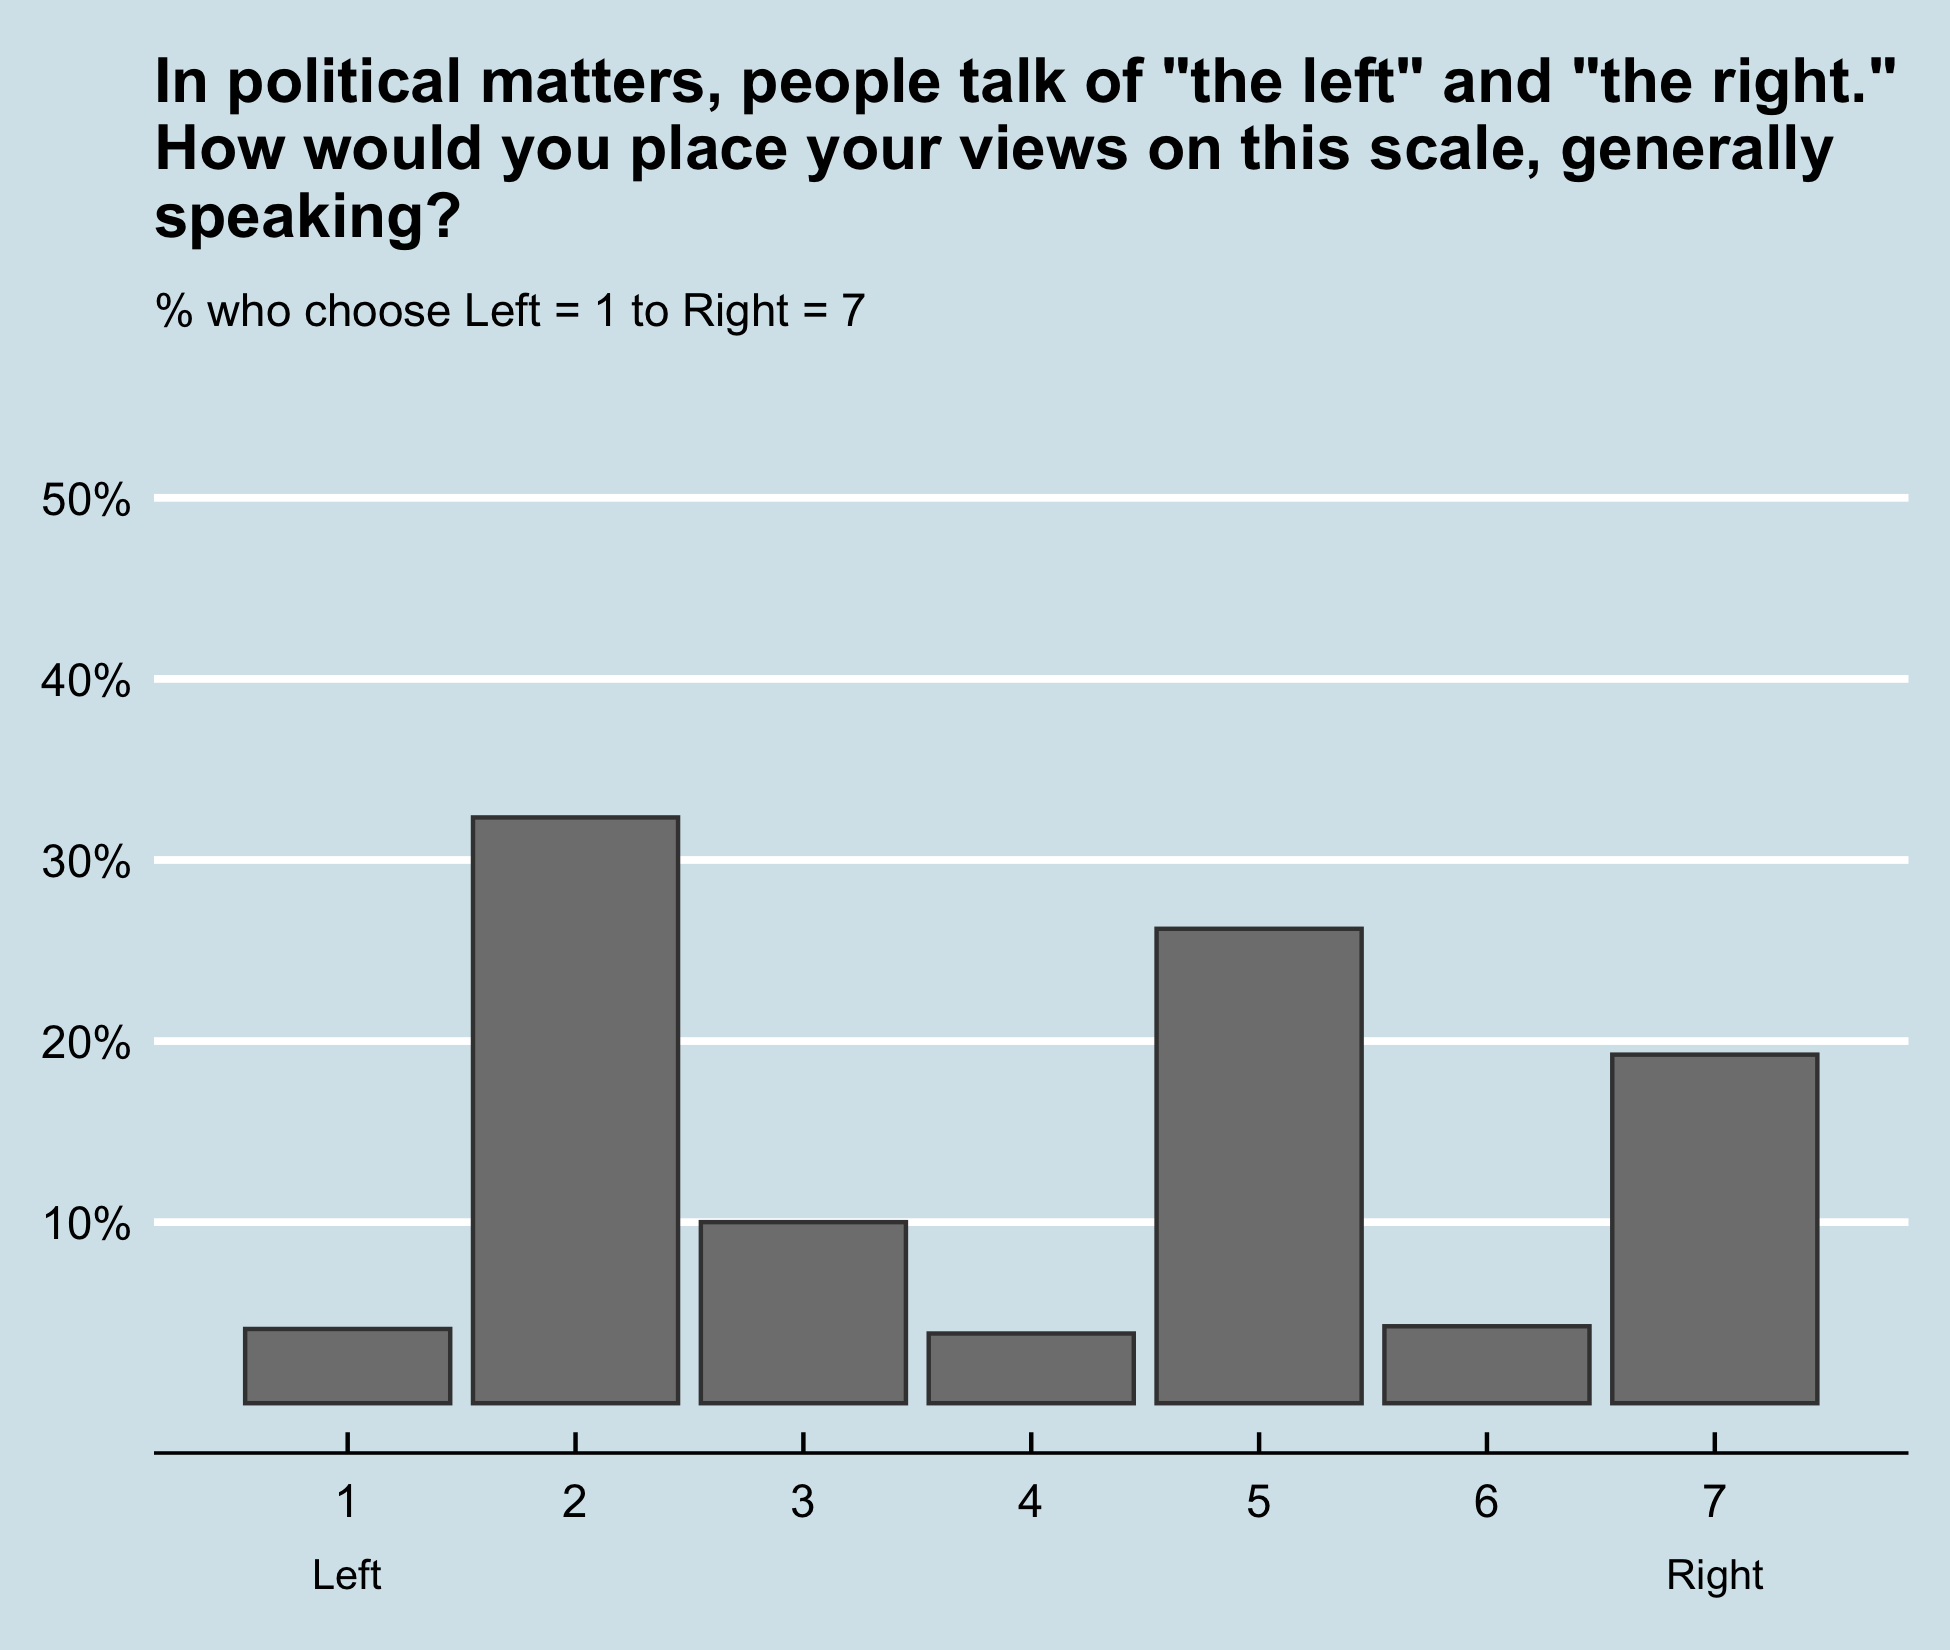 In political matters, people talk of "the left" and "the right."
How would you place your views on this scale, generally
speaking?
% who choose Left = 1 to Right = 7
50%
40%
30%
20%
10%
1 2 3 4 5 6 7
Left Right